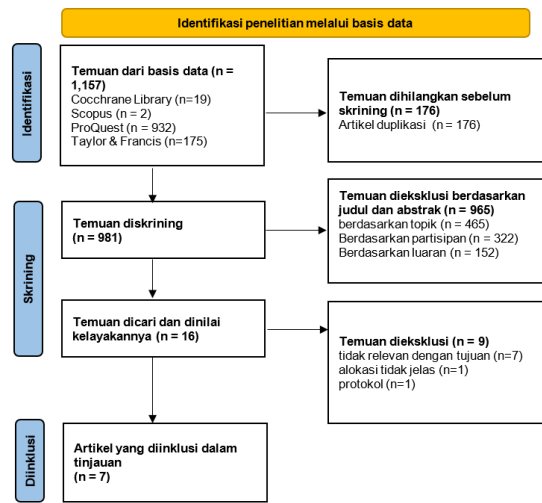 Identifikasi penelitian melalui basis data
Identifikasi
Temuan dari basis data (n =
1,157)
Cocchrane Library (n=19)
Scopus (n = 2)
ProQuest (n = 932)
Taylor & Francis (n=175)
Temuan dihilangkan sebelum
skrining (n = 176)
Artikel duplikasi (n = 176)
Skrining
Temuan diskrining
(n = 981)
Temuan dieksklusi berdasarkan
judul dan abstrak (n = 965)
berdasarkan topik (n = 465)
Berdasarkan partisipan (n = 322)
Berdasarkan luaran (n = 152)
Temuan dicari dan dinilai
kelayakannya (n = 16)
Temuan dieksklusi (n = 9)
tidak relevan dengan tujuan (n=7)
alokasi tidak jelas (n=1)
protokol (n=1)
Diinklusi
Artikel yang diinklusi dalam
tinjauan
(n = 7)